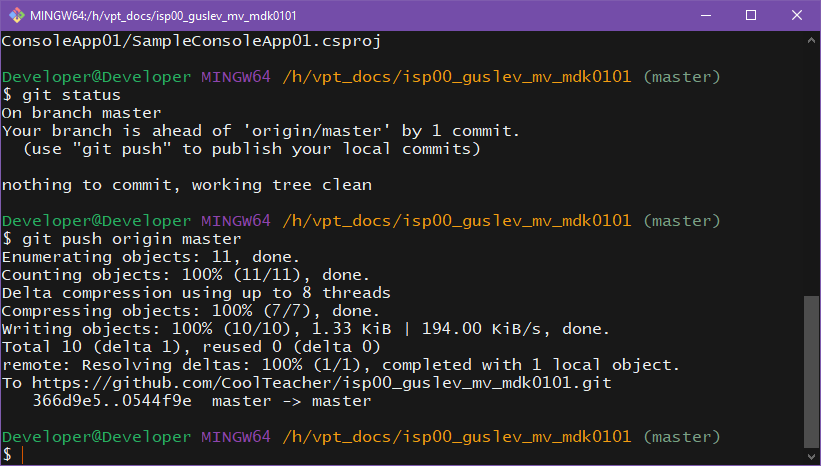 MINGW64:/h/vpt_docs/isp00_guslev_mv_mdk0101
ConsoleApp01/SampleConsoleApp01.csproj
Developer@Developer MINGW64 /h/vpt_docs/isp00_guslev_mv_mdk0101 (master)
$ git status
On branch master
Your branch is ahead of 'origin/master' by 1 commit.
  (use "git push" to publish your local commits)
nothing to commit, working tree clean
Developer@Developer MINGW64 /h/vpt_docs/isp00_guslev_mv_mdk0101 (master)
$ git push origin master
Enumerating objects: 11, done.
Counting objects: 100% (11/11), done.
Delta compression using up to 8 threads
Compressing objects: 100% (7/7), done.
Writing objects: 100% (10/10), 1.33 KiB | 194.00 KiB/s, done.
Total 10 (delta 1), reused 0 (delta 0)
remote: Resolving deltas: 100% (1/1), completed with 1 local object.
To https://github.com/CoolTeacher/isp00_guslev_mv_mdk0101.git
   366d9e5..0544f9e  master -> master
Developer@Developer MINGW64 /h/vpt_docs/isp00_guslev_mv_mdk0101 (master)
$